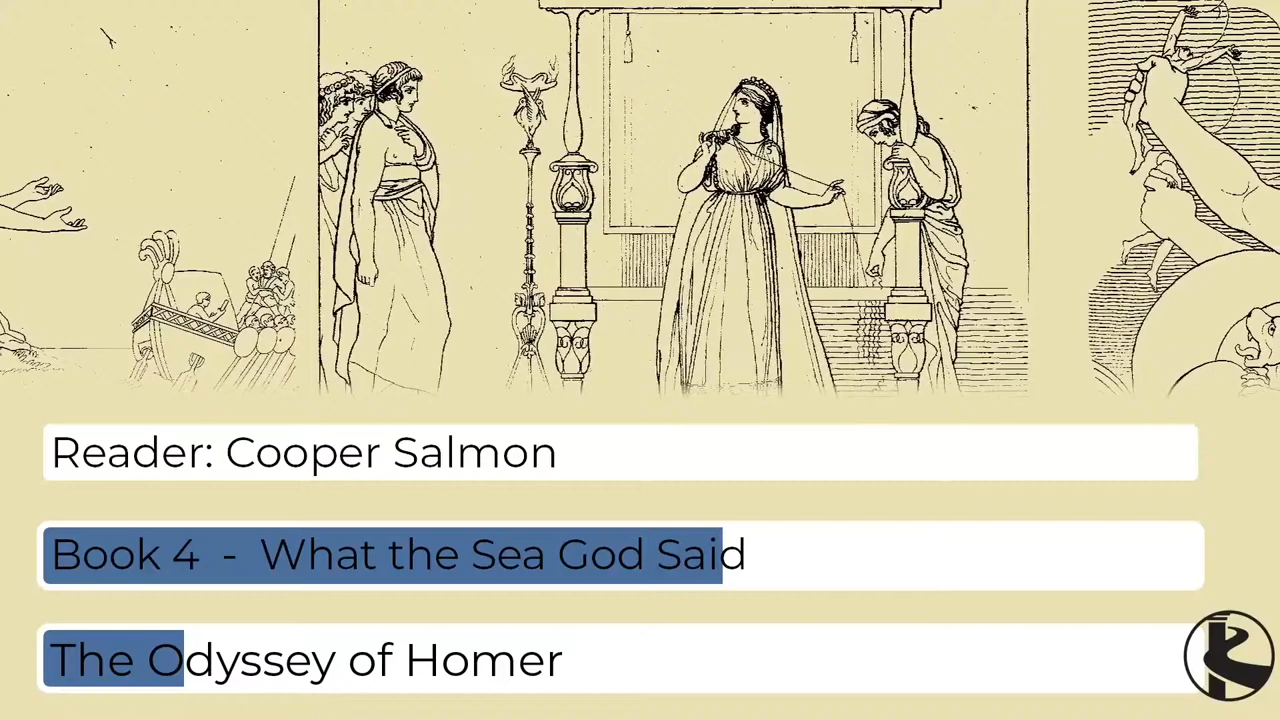 Reader: Cooper Salmon
Book 4 - What the Sea God Said
The Odyssey of Homer